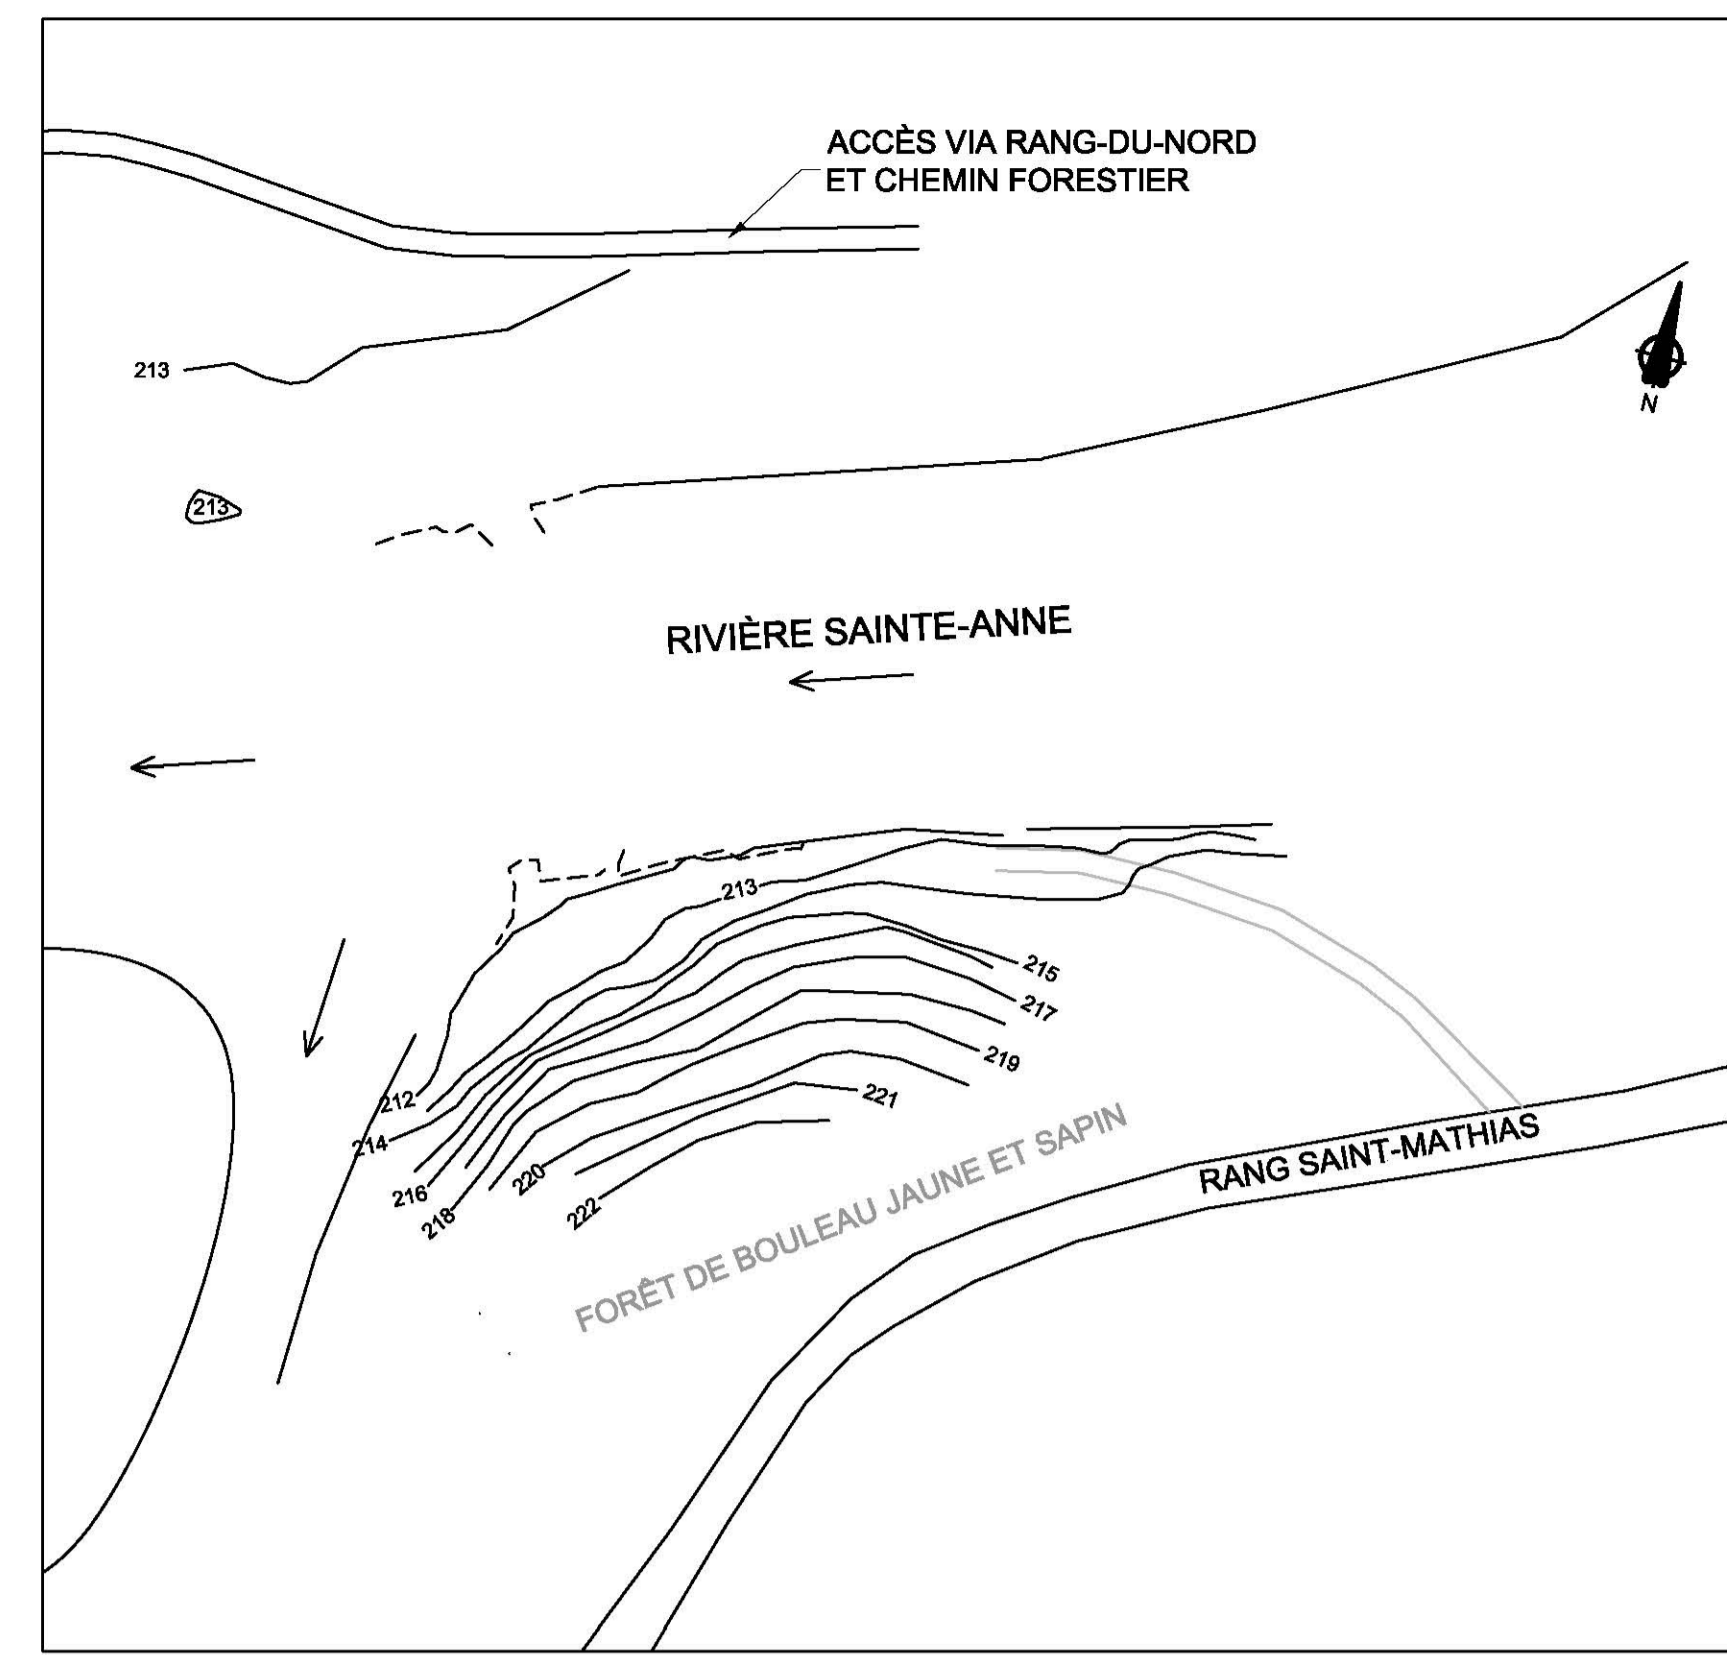 ACCÈS VIA RANG-DU-NORD
ET CHEMIN FORESTIER
213
N
213
RIVIÈRE SAINTE-ANNE
213
215
217
219
221
212
214
216
218
220
222
FORÊT DE BOULEAU JAUNE ET SAPIN
RANG SAINT-MATHIAS